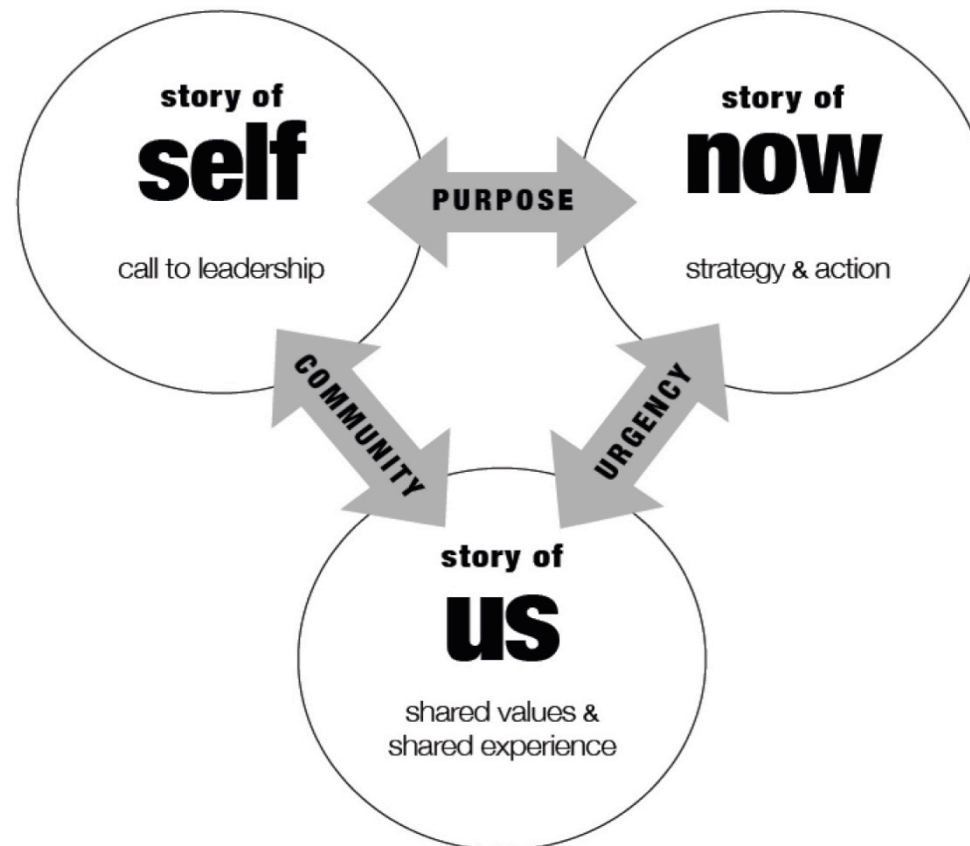 story of
self
call to leadership
PURPOSE
story of
now
strategy & action
COMMUNITY
URGENCY
story of
us
shared values &
shared experience